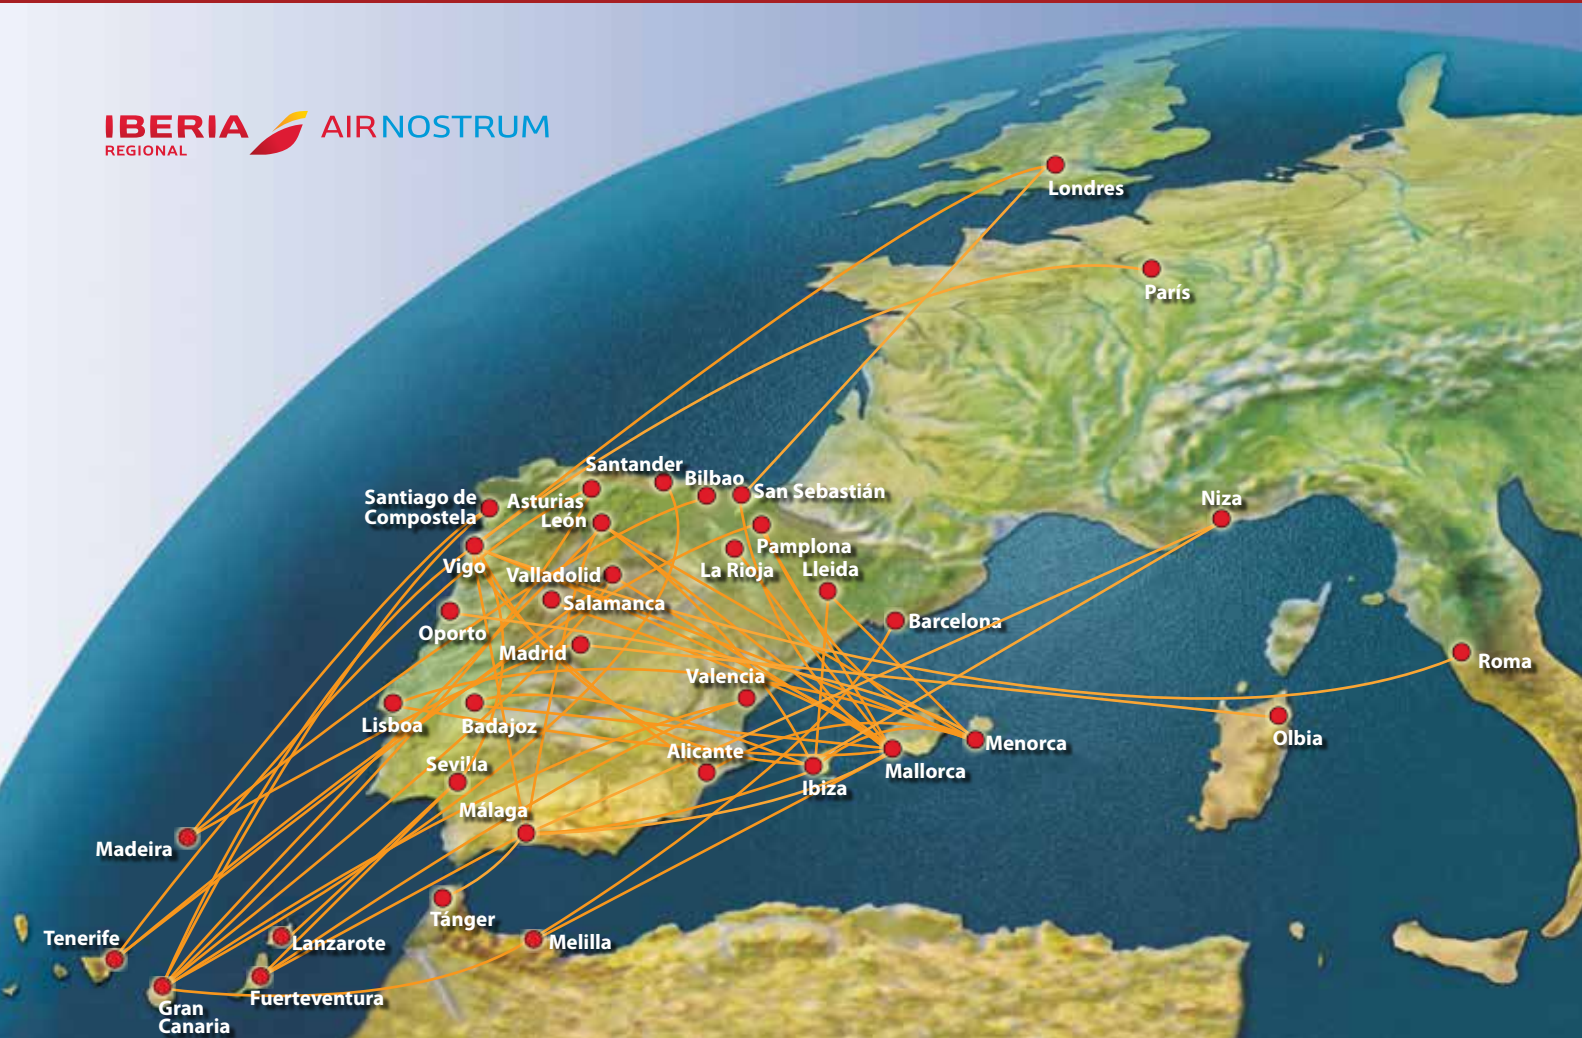 IBERIA
REGIONAL
AIRNOSTRUM
Londres
París
Santander
Bilbao
San Sebastián
Santiago de
Compostela
Asturias
León
Niza
Pamplona
Vigo
Valladolid
La Rioja
Lleida
Salamanca
Barcelona
Oporto
Madrid
Roma
Valencia
Lisboa
Badajoz
Olbia
Menorca
Alicante
Sevilla
Mallorca
Ibiza
Málaga
Madeira
Tánger
Tenerife
Lanzarote
Melilla
Fuerteventura
Gran
Canaria